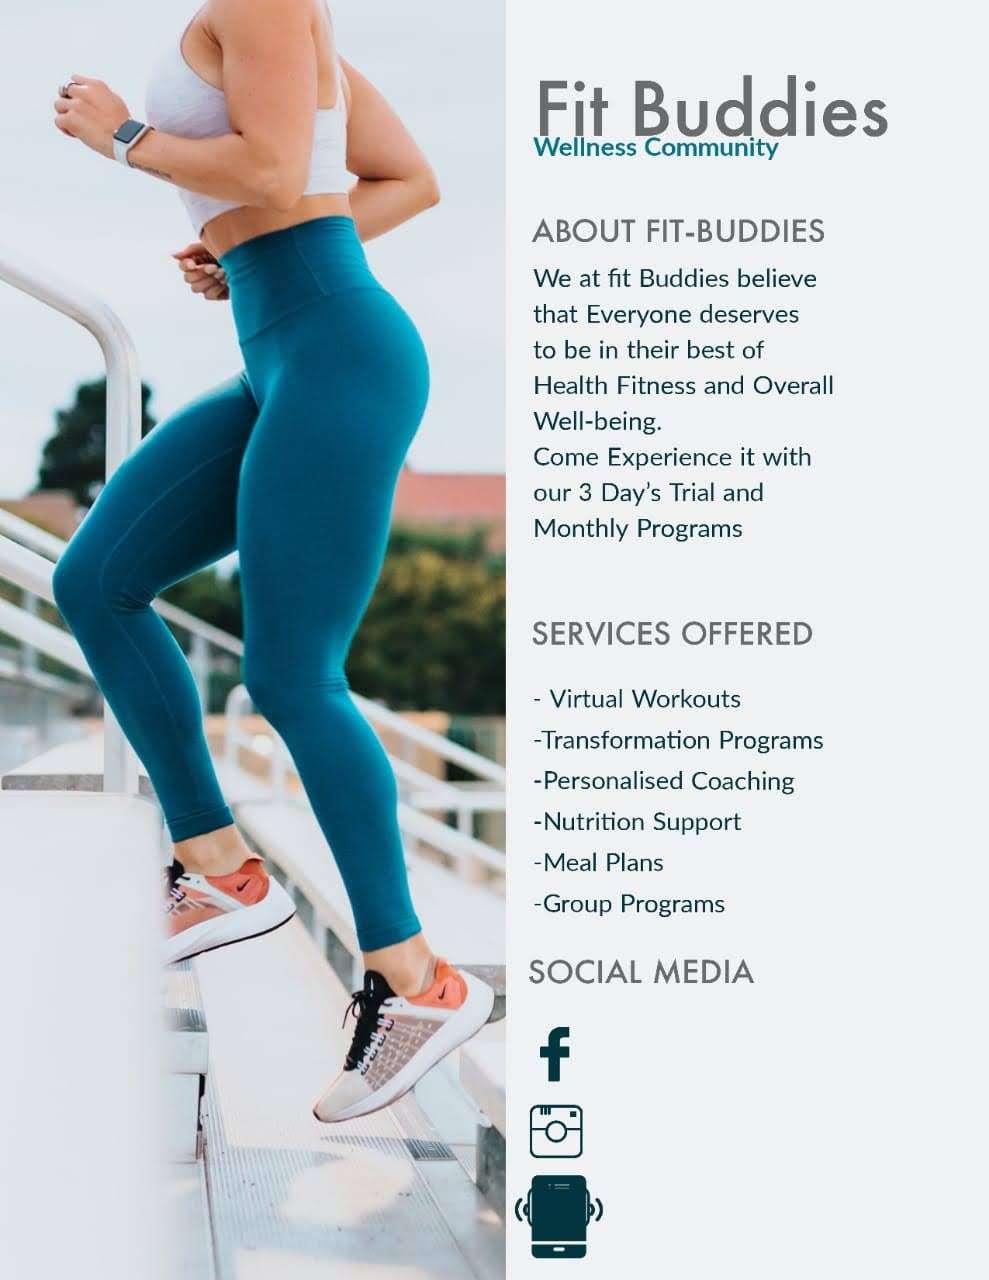 Fit Buddies
Wellness Community
ABOUT FIT-BUDDIES
We at fit Buddies believe
that Everyone deserves
to be in their best of
Health Fitness and Overall
Well-being.
Come Experience it with
our 3 Day's Trial and
Monthly Programs
SERVICES OFFERED
- Virtual Workouts
-Transformation Programs
-Personalised Coaching
-Nutrition Support
-Meal Plans
-Group Programs
SOCIAL MEDIA